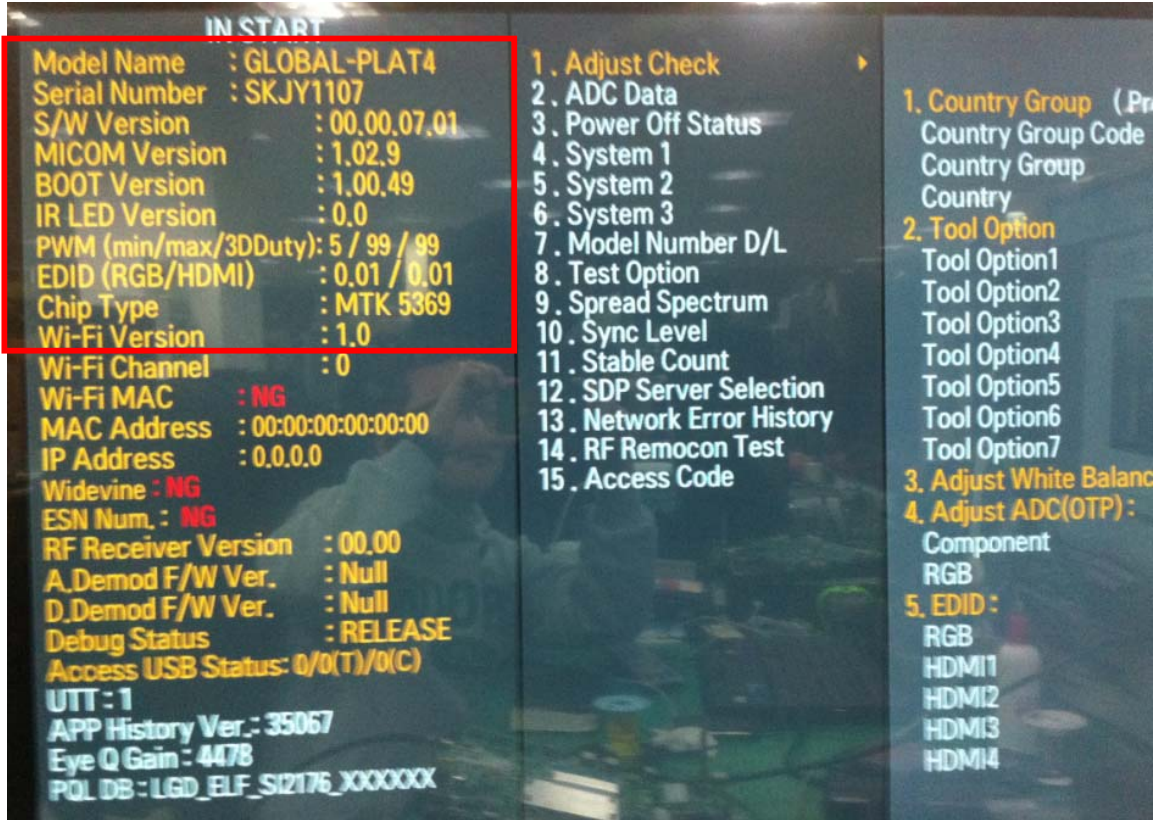 IN START
Model Name : GLOBAL-PLAT4
Serial Number : SKJY1107
S/W Version : 00.00.07.01
MICOM Version : 1.02.9
BOOT Version : 1.00.49
IR LED Version : 0.0
PWM (min/max/3DDuty): 5 / 99 / 99
EDID (RGB/HDMI) : 0.01 / 0.01
Chip Type : MTK 5369
Wi-Fi Version : 1.0
Wi-Fi Channel : 0
Wi-Fi MAC : NG
MAC Address : 00:00:00:00:00:00
IP Address : 0.0.0.0
Widevine : NG
ESN Num. : NG
RF Receiver Version : 00.00
A.Demod F/W Ver. : Null
D.Demod F/W Ver. : Null
Debug Status : RELEASE
Access USB Status: 0/0(T)/0(C)
UTT : 1
APP History Ver.: 35067
Eye Q Gain : 4478
PQL DB : LGD_ELF_SI2176_XXXXXX
1. Adjust Check
2. ADC Data
3. Power Off Status
4. System 1
5. System 2
6. System 3
7. Model Number D/L
8. Test Option
9. Spread Spectrum
10. Sync Level
11. Stable Count
12. SDP Server Selection
13. Network Error History
14. RF Remocon Test
15. Access Code
1. Country Group (
Country Group Code
Country Group
Country
2. Tool Option
Tool Option1
Tool Option2
Tool Option3
Tool Option4
Tool Option5
Tool Option6
Tool Option7
3. Adjust White Balanc
4. Adjust ADC(OTP) :
Component
RGB
5. EDID :
RGB
HDMI1
HDMI2
HDMI3
HDMI4